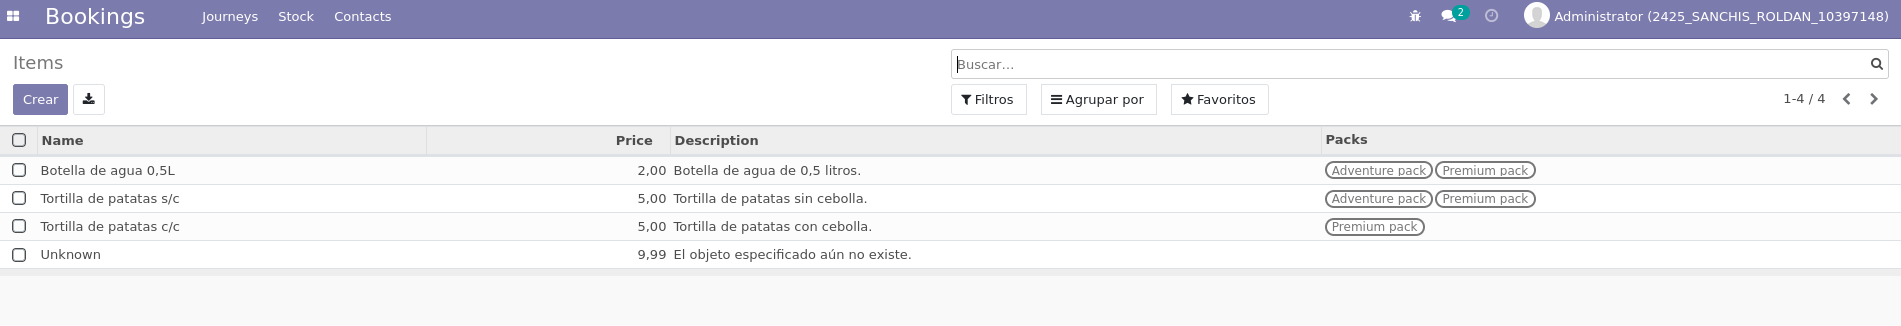 Bookings Journeys Stock Contacts 2 Administrator (2425_SANCHIS_ROLDAN_10397148)
Items Buscar...
Crear Filtros Agrupar por Favoritos 1-4 / 4
Name Price Description Packs
Botella de agua 0,5L 2,00 Botella de agua de 0,5 litros. Adventure pack Premium pack
Tortilla de patatas s/c 5,00 Tortilla de patatas sin cebolla. Adventure pack Premium pack
Tortilla de patatas c/c 5,00 Tortilla de patatas con cebolla. Premium pack
Unknown 9,99 El objeto especificado aún no existe.